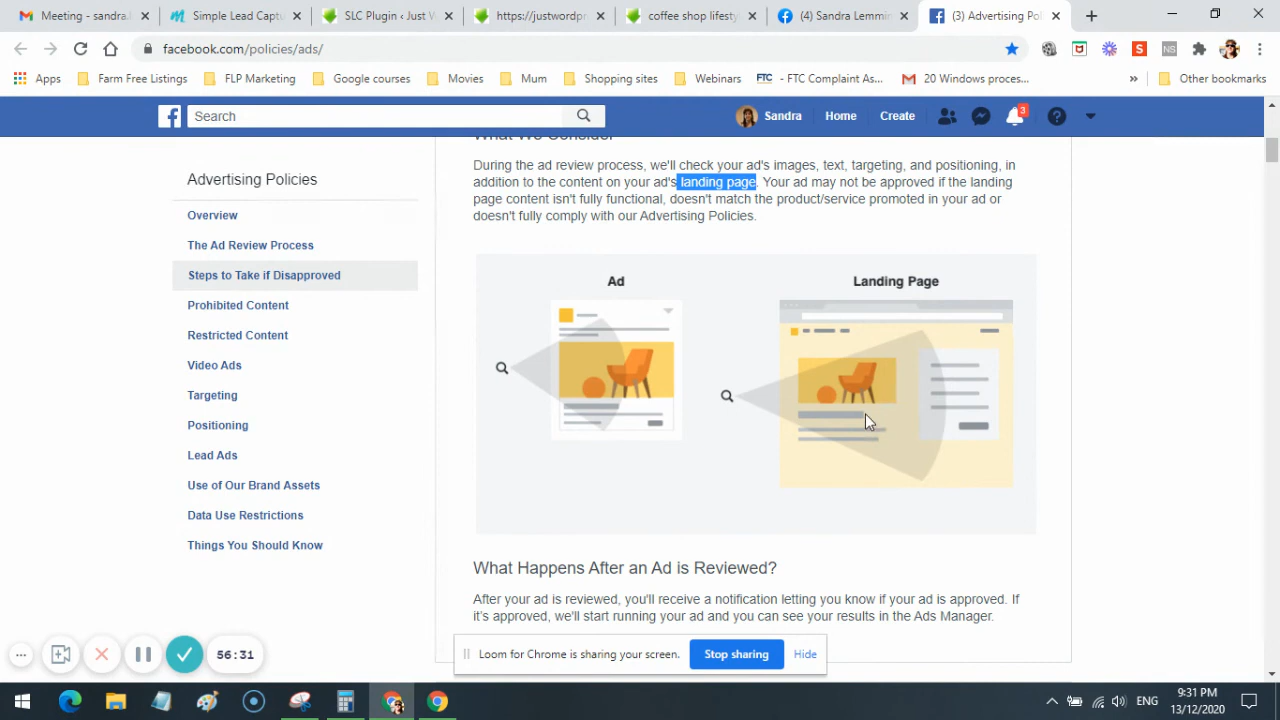 Meeting - sandra.l
Simple Lead Captu
SLC Plugin ‹ Just W
https://justwordpr
coffee shop lifesty
(4) Sandra Lemmin
(3) Advertising Pol
facebook.com/policies/ads/
Apps
Farm Free Listings
FLP Marketing
Google courses
Movies
Mum
Shopping sites
Webinars
FTC - FTC Complaint As...
20 Windows proces...
»
Other bookmarks
Search
Sandra
Home
Create
3
What We Consider
During the ad review process, we'll check your ad's images, text, targeting, and positioning, in
addition to the content on your ad's landing page. Your ad may not be approved if the landing
page content isn't fully functional, doesn't match the product/service promoted in your ad or
doesn't fully comply with our Advertising Policies.
Advertising Policies
Overview
The Ad Review Process
Steps to Take if Disapproved
Prohibited Content
Restricted Content
Video Ads
Targeting
Positioning
Lead Ads
Use of Our Brand Assets
Data Use Restrictions
Things You Should Know
Ad
Landing Page
What Happens After an Ad is Reviewed?
After your ad is reviewed, you'll receive a notification letting you know if your ad is approved. If
it's approved, we'll start running your ad and you can see your results in the Ads Manager.
56:31
Loom for Chrome is sharing your screen.
Stop sharing
Hide
ENG
9:31 PM
13/12/2020